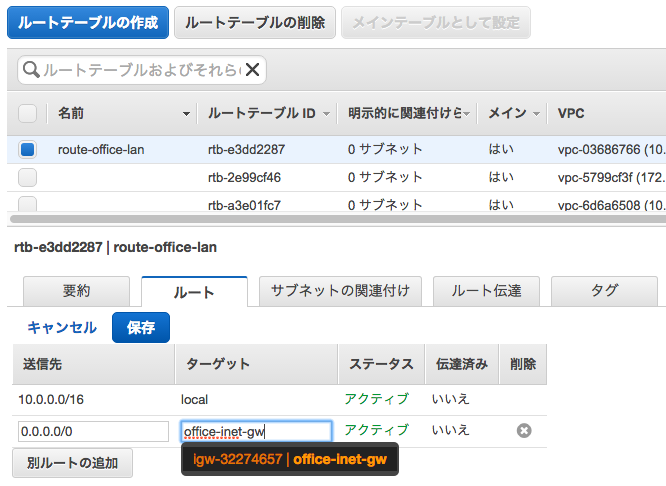 ルートテーブルの作成 ルートテーブルの削除 メインテーブルとして設定
ルートテーブルおよびそれら
名前 ルートテーブル ID 明示的に関連付けら メイン VPC
route-office-lan rtb-e3dd2287 0 サブネット はい vpc-03686766 (10.
rtb-2e99cf46 0 サブネット はい vpc-5799cf3f (172.
rtb-a3e01fc7 0 サブネット はい vpc-6d6a6508 (10.
rtb-e3dd2287 | route-office-lan
要約 ルート サブネットの関連付け ルート伝達 タグ
キャンセル 保存
送信先 ターゲット ステータス 伝達済み 削除
10.0.0.0/16 local アクティブ いいえ
0.0.0.0/0 office-inet-gw アクティブ いいえ
別ルートの追加 igw-32274657 | office-inet-gw